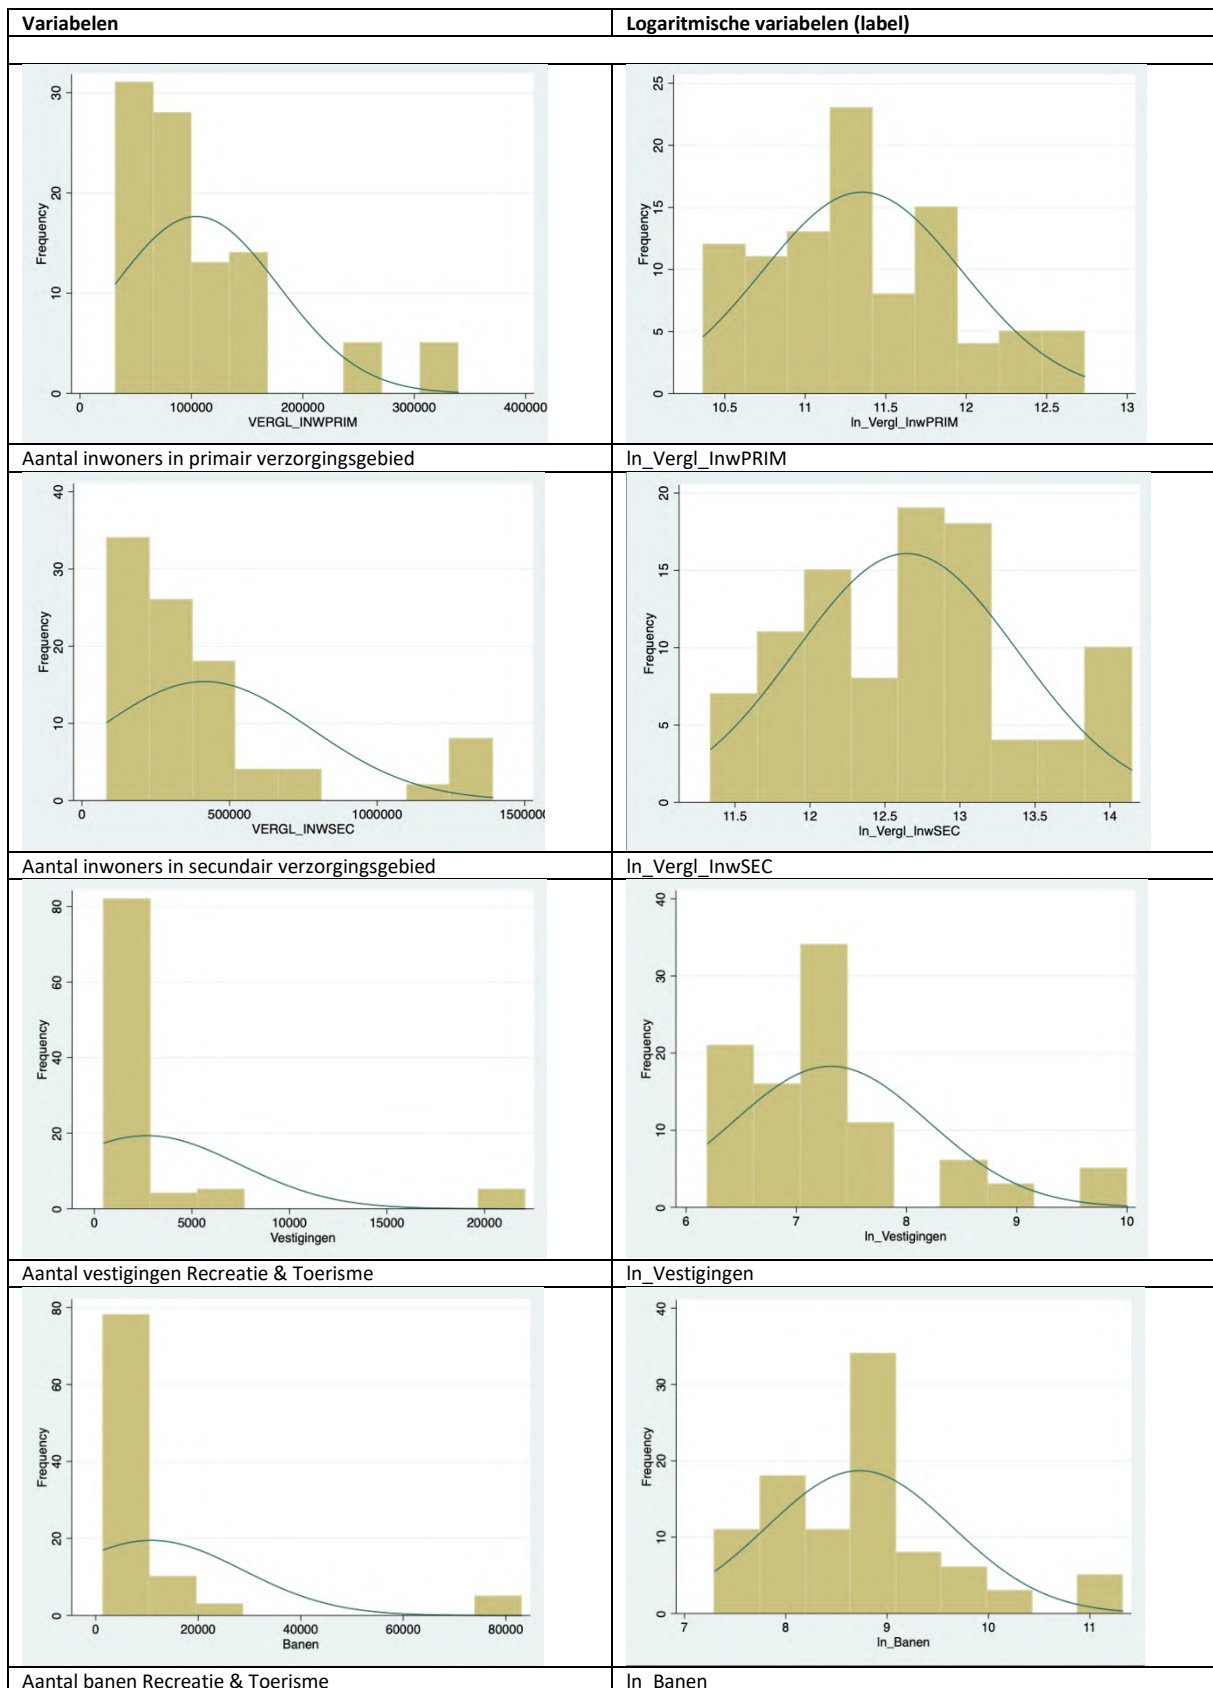 Variabelen
Logaritmische variabelen (label)
Frequency
0 10 20 30
0 100000 200000 300000 400000
VERGL_INWPRIM
Frequency
0 5 10 15 20 25
10.5 11 11.5 12 12.5 13
ln_Vergl_InwPRIM
Aantal inwoners in primair verzorgingsgebied
ln_Vergl_InwPRIM
Frequency
0 10 20 30 40
0 500000 1000000 1500000
VERGL_INWSEC
Frequency
0 5 10 15 20
11.5 12 12.5 13 13.5 14
ln_Vergl_InwSEC
Aantal inwoners in secundair verzorgingsgebied
ln_Vergl_InwSEC
Frequency
0 20 40 60 80
0 5000 10000 15000 20000
Vestigingen
Frequency
0 10 20 30 40
6 7 8 9 10
ln_Vestigingen
Aantal vestigingen Recreatie & Toerisme
ln_Vestigingen
Frequency
0 20 40 60 80
0 20000 40000 60000 80000
Banen
Frequency
0 10 20 30 40
7 8 9 10 11
ln_Banen
Aantal banen Recreatie & Toerisme
ln_Banen